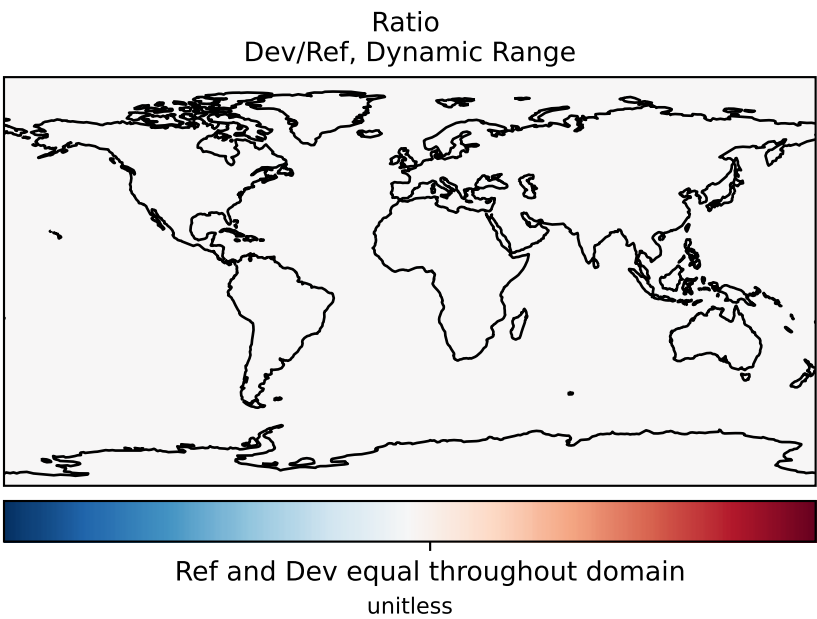 Ratio
Dev/Ref, Dynamic Range
Ref and Dev equal throughout domain
unitless